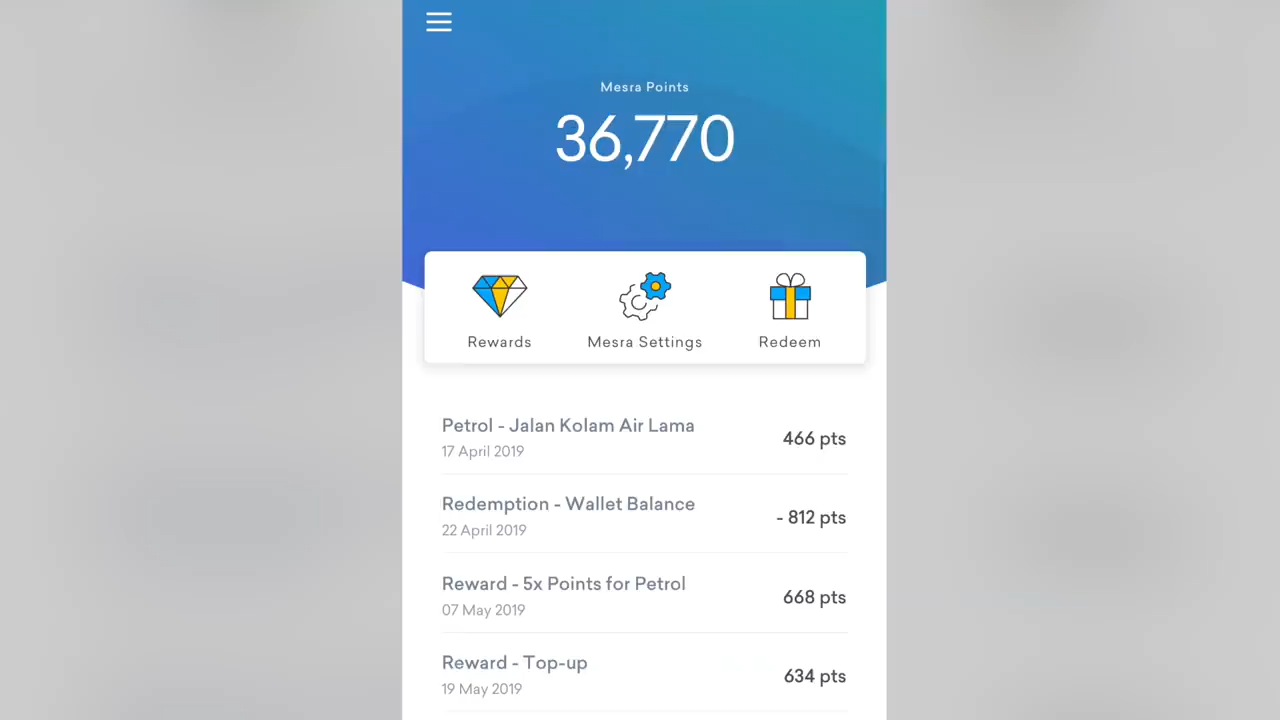 Mesra Points
36,770
Rewards
Mesra Settings
Redeem
Petrol - Jalan Kolam Air Lama
17 April 2019
466 pts
Redemption - Wallet Balance
22 April 2019
- 812 pts
Reward - 5x Points for Petrol
07 May 2019
668 pts
Reward - Top-up
19 May 2019
634 pts